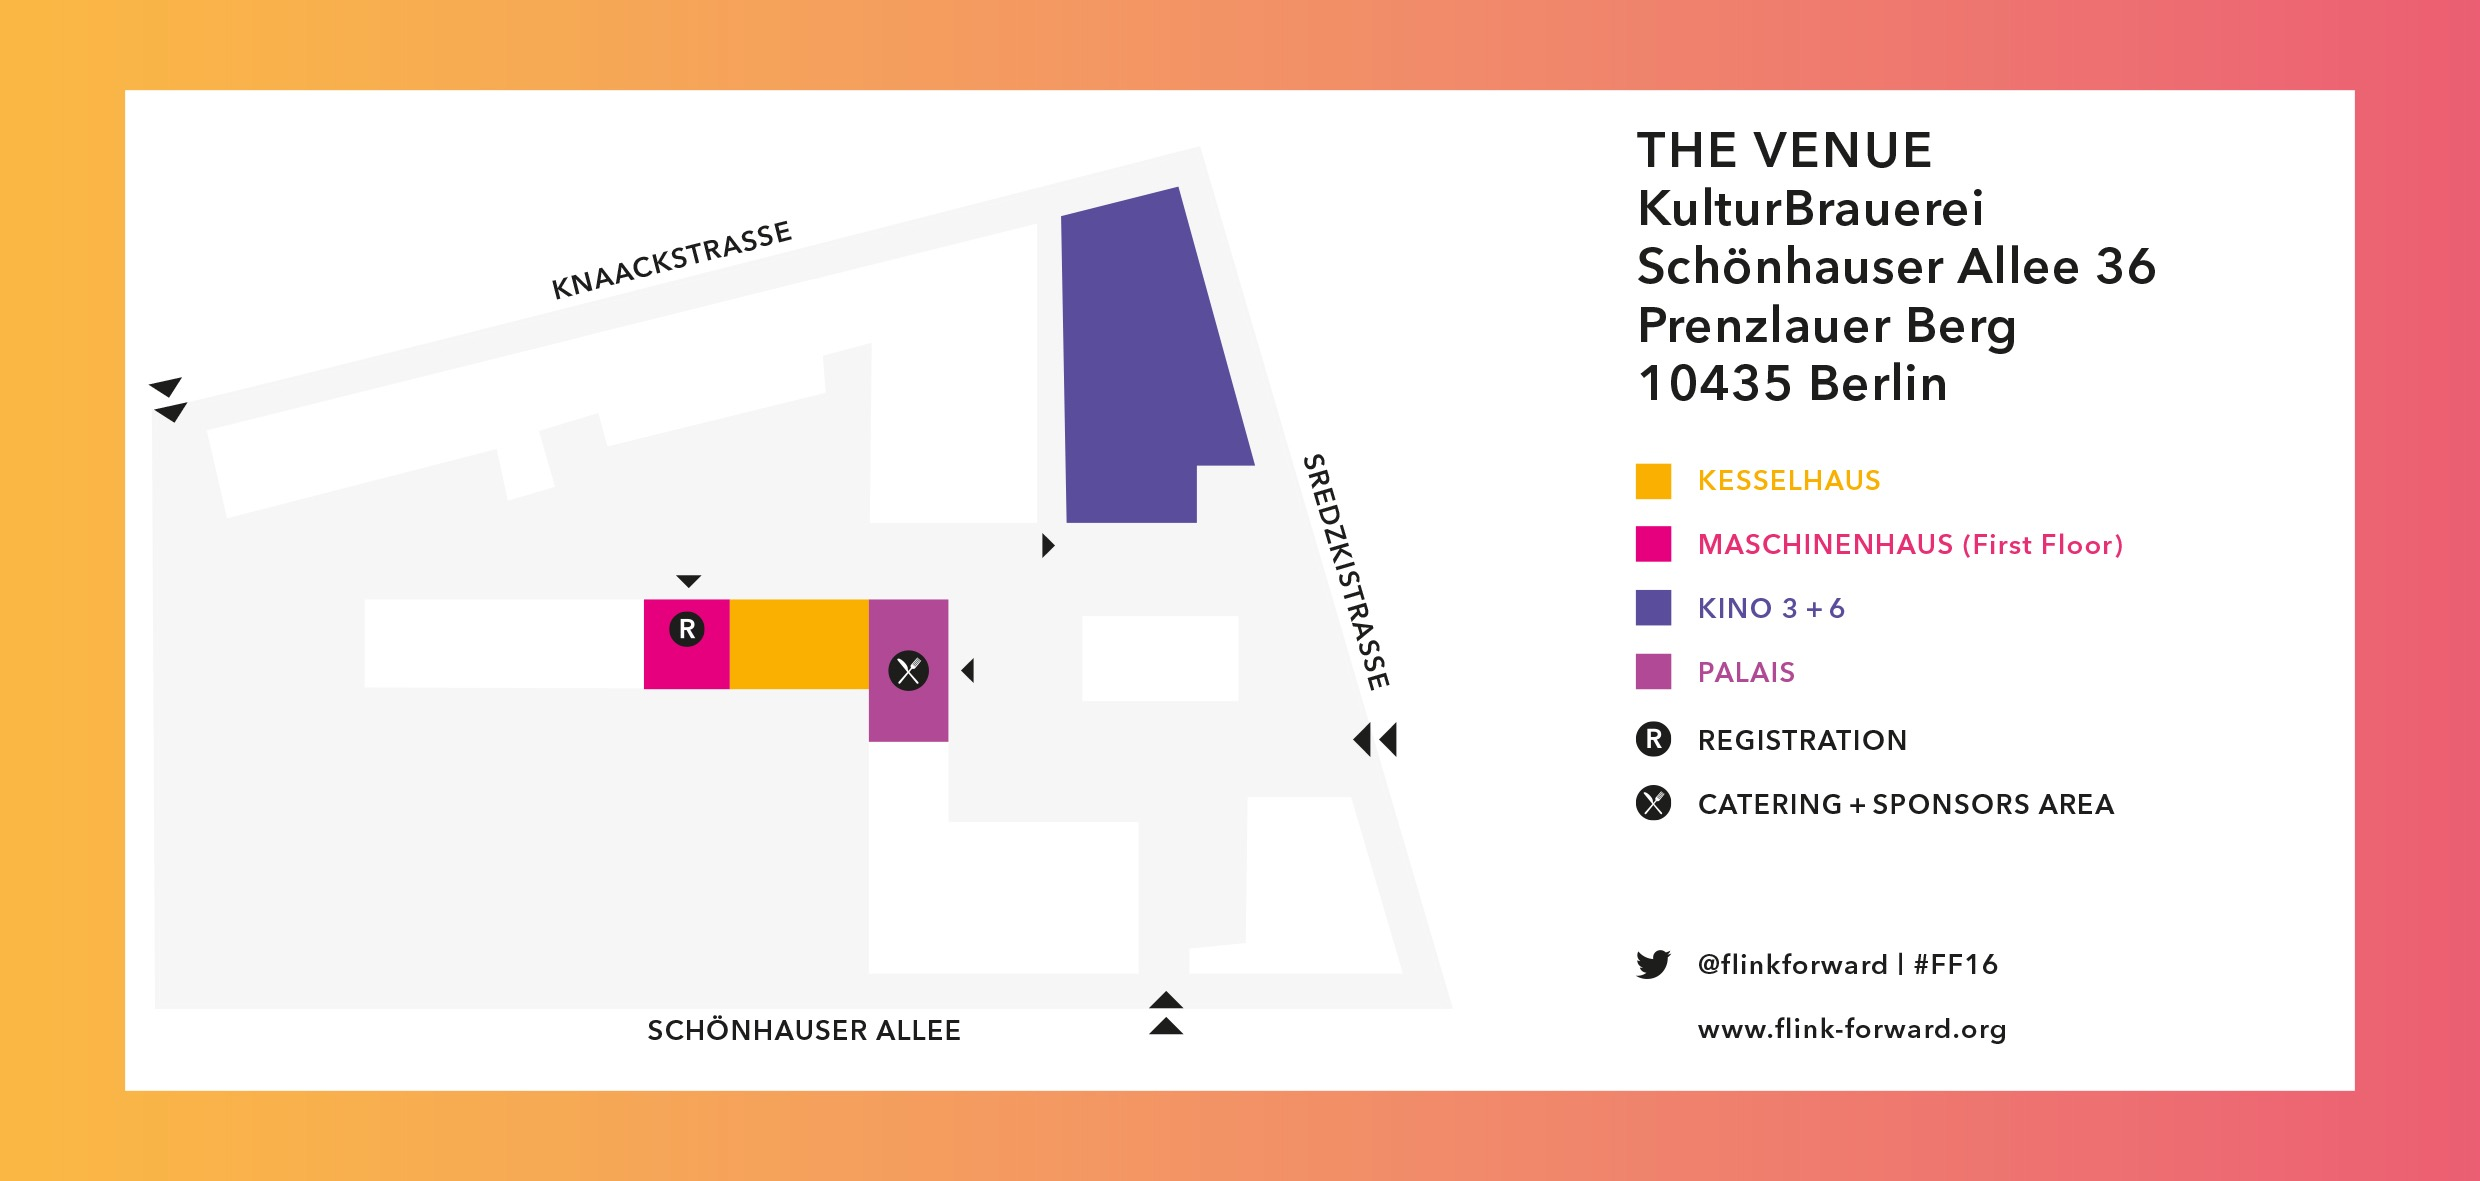 KNAACKSTRASSE
SREDZKISTRASSE
R
SCHÖNHAUSER ALLEE
THE VENUE
KulturBrauerei
Schönhauser Allee 36
Prenzlauer Berg
10435 Berlin
KESSELHAUS
MASCHINENHAUS (First Floor)
KINO 3 + 6
PALAIS
R REGISTRATION
CATERING + SPONSORS AREA
@flinkforward | #FF16
www.flink-forward.org